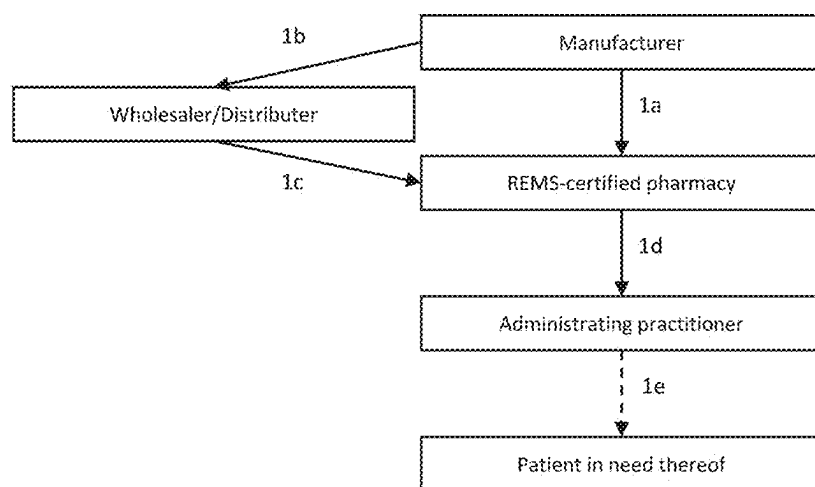 1b
Manufacturer
Wholesaler/Distributer
1a
1c
REMS-certified pharmacy
1d
Administrating practitioner
1e
Patient in need thereof